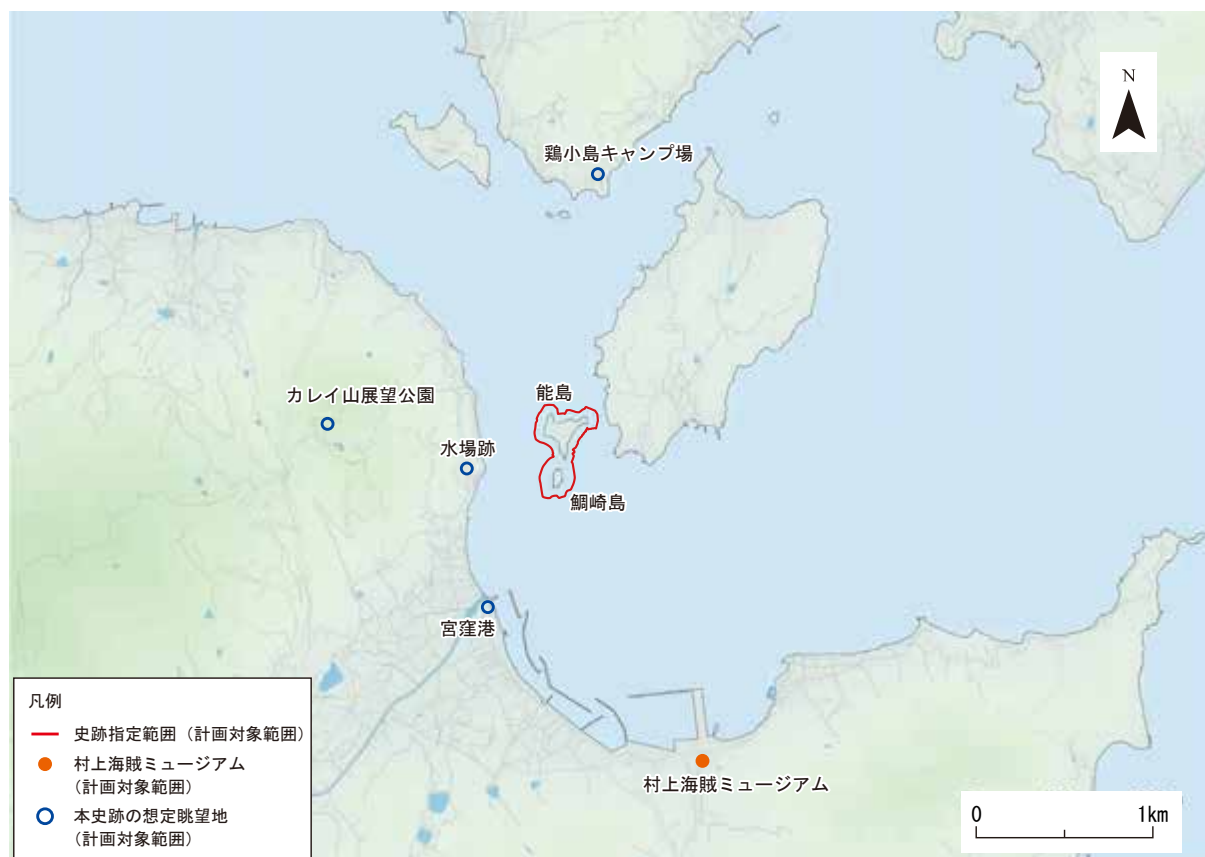 N
鶏小島キャンプ場
カレイ山展望公園
能島
水場跡
鯛崎島
宮窪港
村上海賊ミュージアム
凡例
史跡指定範囲（計画対象範囲）
村上海賊ミュージアム
（計画対象範囲）
本史跡の想定眺望地
（計画対象範囲）
0 1km